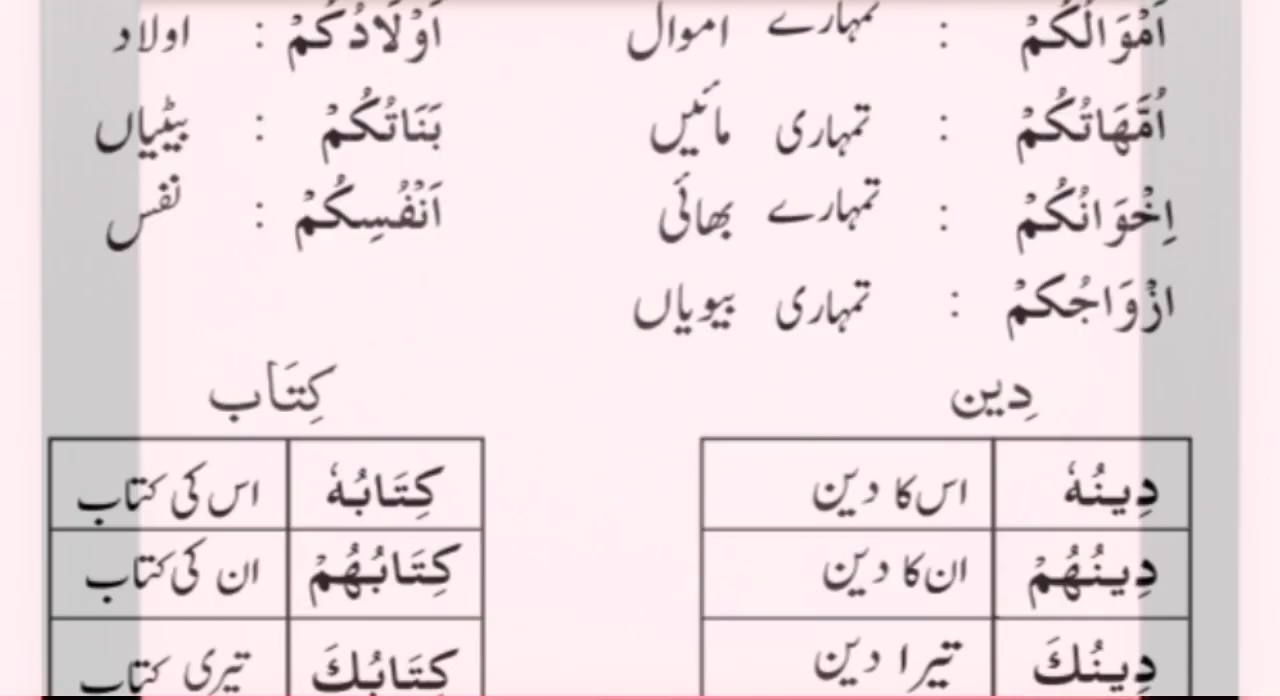 اَمْوَالُكُمْ : تمہارے اموال اَوْلَادُكُمْ : اولاد
اُمَّهَاتُكُمْ : تمہاری مائیں بَنَاتُكُمْ : بیٹیاں
اِخْوَانُكُمْ : تمہارے بھائی اَنْفُسِكُمْ : نفس
ازْوَاجُكمْ : تمہاری بیویاں
دِین كِتَاب
دِينُهٗ اس کا دین كِتَابُهٗ اس کی کتاب
دِينُهُمْ ان کا دین كِتَابُهُمْ ان کی کتاب
دِينُكَ تیرا دین كِتَابُكَ تیری کتاب